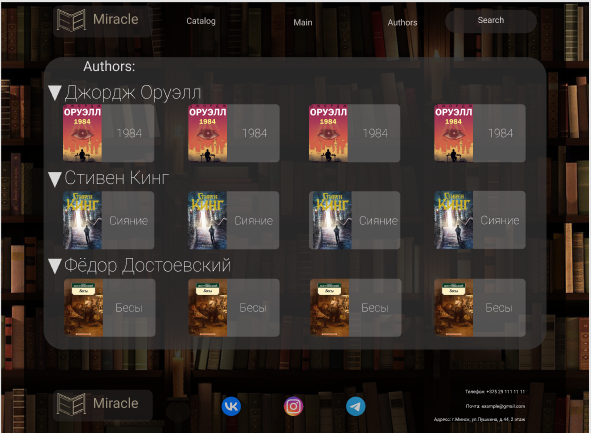 Miracle
Catalog
Main
Authors
Search
Authors:
Джордж Оруэлл
ОРУЭЛЛ
1984
1984
ОРУЭЛЛ
1984
1984
ОРУЭЛЛ
1984
1984
ОРУЭЛЛ
1984
1984
Стивен Кинг
Стивен
КИНГ
Сияние
Стивен
КИНГ
Сияние
Стивен
КИНГ
Сияние
Стивен
КИНГ
Сияние
Фёдор Достоевский
Бесы
Бесы
Бесы
Бесы
Бесы
Бесы
Бесы
Бесы
Miracle
Телефон: +375 29 111 11 11
Почта: example@gmail.com
Адресс: г.Минск, ул.Пушкина, д.44, 2 этаж